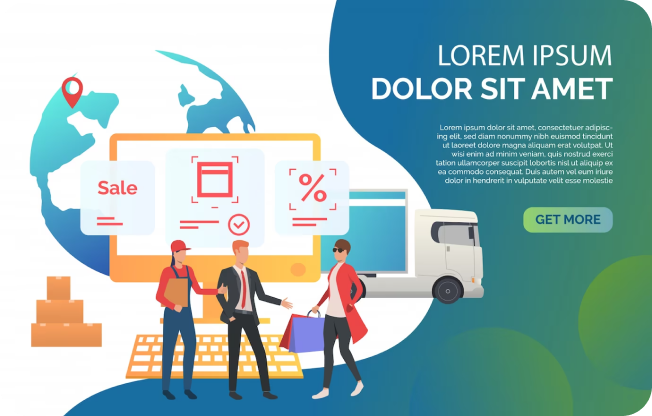 LOREM IPSUM
DOLOR SIT AMET
Lorem ipsum dolor sit amet, consectetuer adipisc-
ing elit, sed diam nonummy nibh euismod tincidunt
ut laoreet dolore magna aliquam erat volutpat. Ut
wisi enim ad minim veniam, quis nostrud exerci
tation ullamcorper suscipit lobortis nisl ut aliquip ex
ea commodo consequat. Duis autem vel eum iriure
dolor in hendrerit in vulputate velit esse molestie
GET MORE
Sale
%